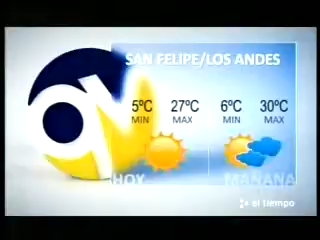 SAN FELIPE/LOS ANDES
5ºC 27ºC 6ºC 30ºC
MIN MAX MIN MAX
HOY MAÑANA
el tiempo